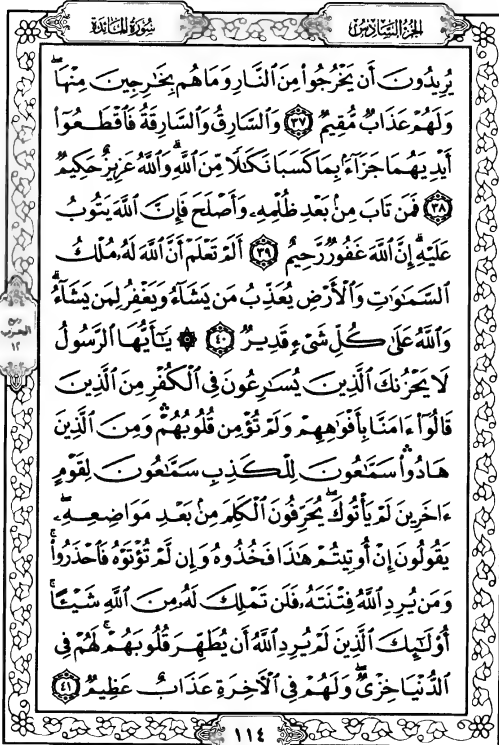 الجزء السادس
سورة المائدة
يُرِيدُونَ أَن يَخْرُجُوا۟ مِنَ ٱلنَّارِ وَمَا هُم بِخَـٰرِجِينَ مِنْهَا ۖ
وَلَهُمْ عَذَابٌ مُّقِيمٌ ٣٧ وَٱلسَّارِقُ وَٱلسَّارِقَةُ فَٱقْطَعُوٓا۟
أَيْدِيَهُمَا جَزَآءًۢ بِمَا كَسَبَا نَكَـٰلًا مِّنَ ٱللَّهِ ۗ وَٱللَّهُ عَزِيزٌ حَكِيمٌ
٣٨ فَمَن تَابَ مِنۢ بَعْدِ ظُلْمِهِۦ وَأَصْلَحَ فَإِنَّ ٱللَّهَ يَتُوبُ
عَلَيْهِ ۗ إِنَّ ٱللَّهَ غَفُورٌ رَّحِيمٌ ٣٩ أَلَمْ تَعْلَمْ أَنَّ ٱللَّهَ لَهُۥ مُلْكُ
ٱلسَّمَـٰوَٰتِ وَٱلْأَرْضِ يُعَذِّبُ مَن يَشَآءُ وَيَغْفِرُ لِمَن يَشَآءُ ۗ
وَٱللَّهُ عَلَىٰ كُلِّ شَىْءٍ قَدِيرٌ ٤٠ ۞ يَـٰٓأَيُّهَا ٱلرَّسُولُ
لَا يَحْزُنكَ ٱلَّذِينَ يُسَـٰرِعُونَ فِى ٱلْكُفْرِ مِنَ ٱلَّذِينَ
قَالُوٓا۟ ءَامَنَّا بِأَفْوَٰهِهِمْ وَلَمْ تُؤْمِن قُلُوبُهُمْ ۛ وَمِنَ ٱلَّذِينَ
هَادُوا۟ ۛ سَمَّـٰعُونَ لِلْكَذِبِ سَمَّـٰعُونَ لِقَوْمٍ
ءَاخَرِينَ لَمْ يَأْتُوكَ ۖ يُحَرِّفُونَ ٱلْكَلِمَ مِنۢ بَعْدِ مَوَاضِعِهِۦ ۖ
يَقُولُونَ إِنْ أُوتِيتُمْ هَـٰذَا فَخُذُوهُ وَإِن لَّمْ تُؤْتَوْهُ فَٱحْذَرُوا۟ ۚ
وَمَن يُرِدِ ٱللَّهُ فِتْنَتَهُۥ فَلَن تَمْلِكَ لَهُۥ مِنَ ٱللَّهِ شَيْـًٔا ۚ
أُو۟لَـٰٓئِكَ ٱلَّذِينَ لَمْ يُرِدِ ٱللَّهُ أَن يُطَهِّرَ قُلُوبَهُمْ ۚ لَهُمْ فِى
ٱلدُّنْيَا خِزْىٌ ۖ وَلَهُمْ فِى ٱلْـَٔاخِرَةِ عَذَابٌ عَظِيمٌ ٤١
ربع
الحزب
١٢
١١٤